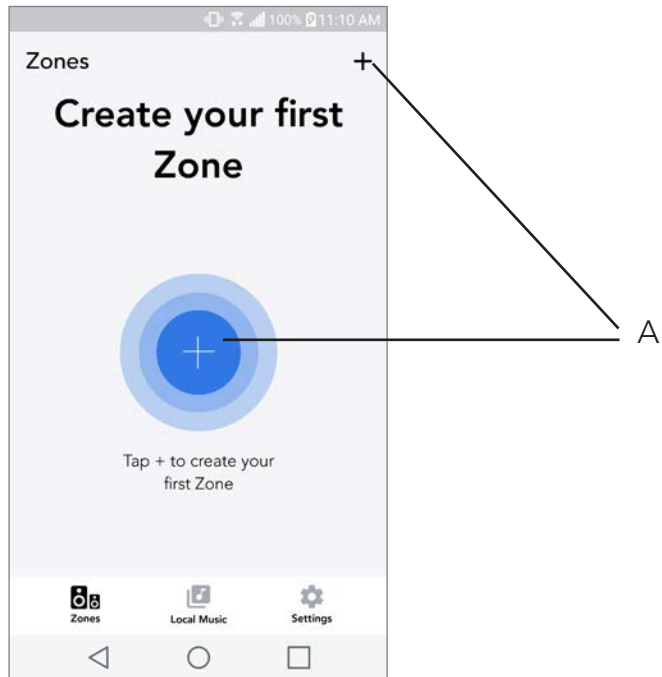 100% 11:10 AM
Zones +
Create your first
Zone
+
A
Tap + to create your
first Zone
Zones Local Music Settings